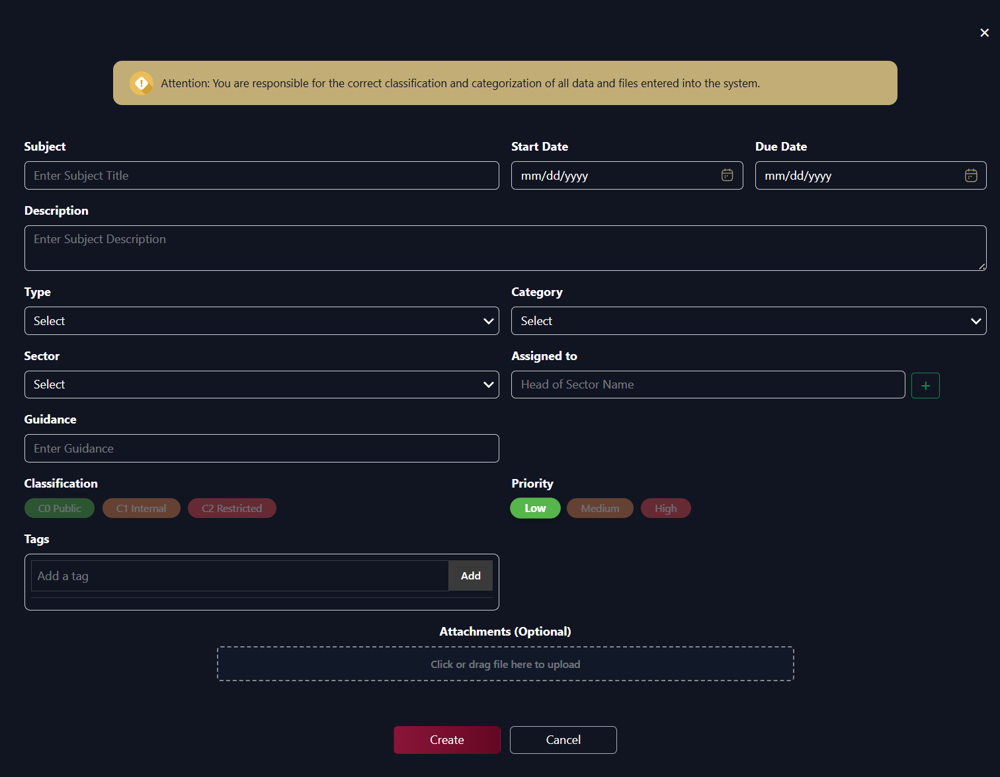 Attention: You are responsible for the correct classification and categorization of all data and files entered into the system.
Subject
Start Date
Due Date
Enter Subject Title
mm/dd/yyyy
mm/dd/yyyy
Description
Enter Subject Description
Type
Category
Select
Select
Sector
Assigned to
Select
Head of Sector Name
+
Guidance
Enter Guidance
Classification
Priority
C0 Public
C1 Internal
C2 Restricted
Low
Medium
High
Tags
Add a tag
Add
Attachments (Optional)
Click or drag file here to upload
Create
Cancel